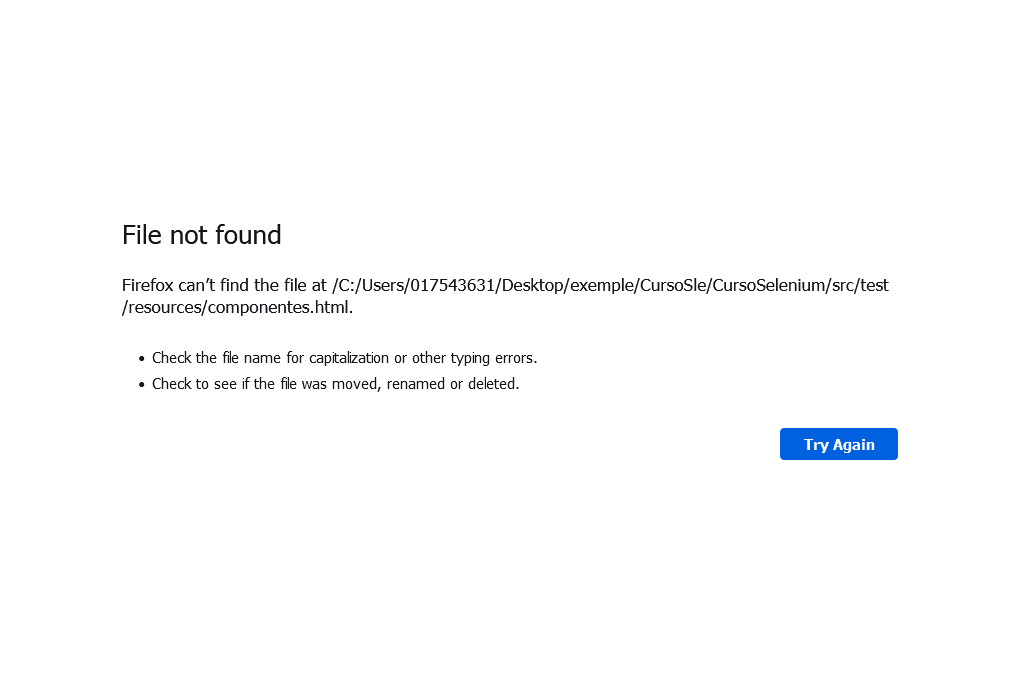 File not found
Firefox can’t find the file at /C:/Users/017543631/Desktop/exemple/CursoSle/CursoSelenium/src/test
/resources/componentes.html.
• Check the file name for capitalization or other typing errors.
• Check to see if the file was moved, renamed or deleted.
Try Again